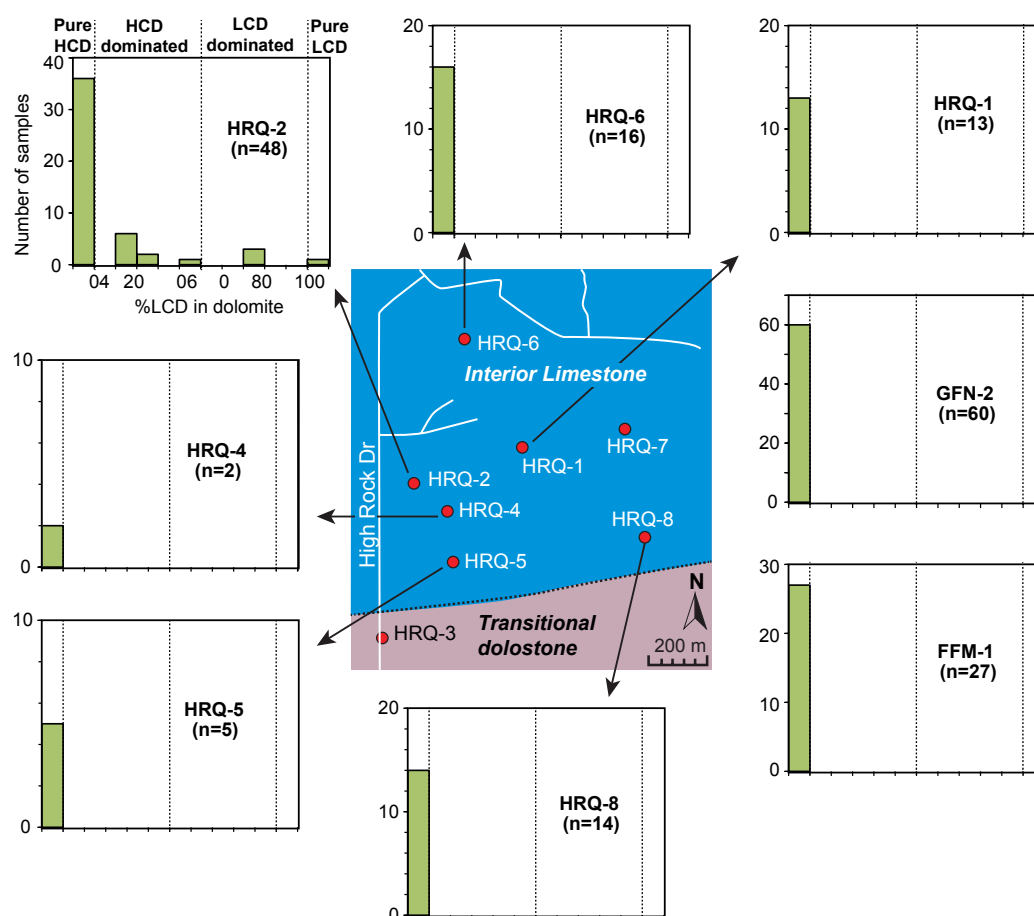 Pure HCD
HCD dominated
LCD dominated
Pure LCD
Number of samples
40
30
20
10
0
HRQ-2
(n=48)
04 20 06 0 80 100
%LCD in dolomite
20
10
0
HRQ-6
(n=16)
20
10
0
HRQ-1
(n=13)
10
0
HRQ-4
(n=2)
60
40
20
0
GFN-2
(n=60)
10
0
HRQ-5
(n=5)
30
20
10
0
FFM-1
(n=27)
20
10
0
HRQ-8
(n=14)
HRQ-6
Interior Limestone
HRQ-7
HRQ-1
HRQ-2
HRQ-4
HRQ-8
High Rock Dr
HRQ-5
N
HRQ-3
Transitional
dolostone
200 m